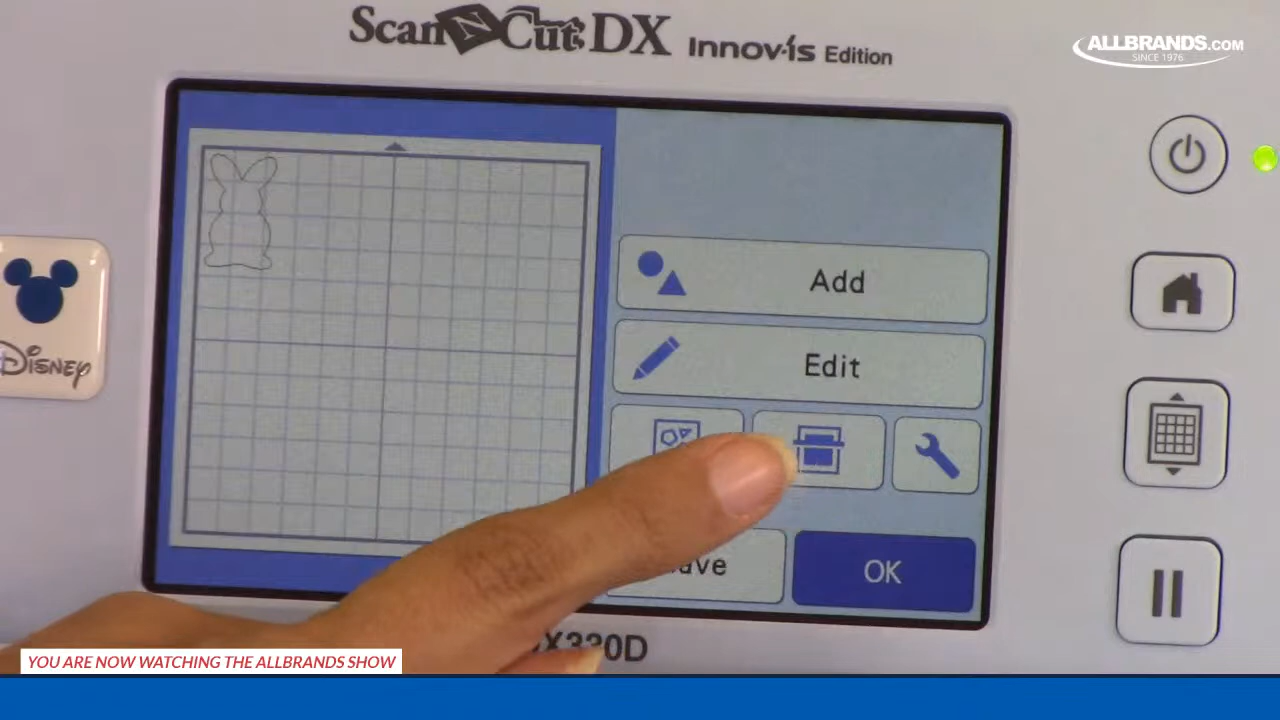 ScanNCut DX Innov-ís Edition
ALLBRANDS.COM
SINCE 1976
Disney
Add
Edit
OK
YOU ARE NOW WATCHING THE ALLBRANDS SHOW